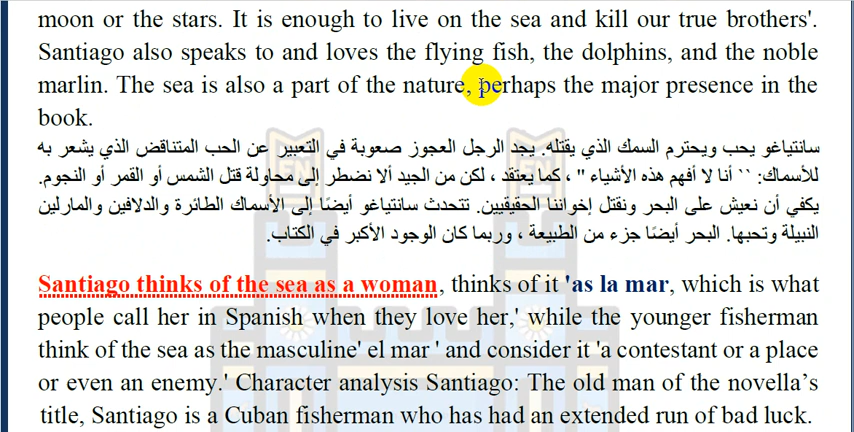 moon or the stars. It is enough to live on the sea and kill our true brothers'.
Santiago also speaks to and loves the flying fish, the dolphins, and the noble
marlin. The sea is also a part of the nature, perhaps the major presence in the
book.
سانتياغو يحب ويحترم السمك الذي يقتله. يجد الرجل العجوز صعوبة في التعبير عن الحب المتناقض الذي يشعر به
للأسماك: `` أنا لا أفهم هذه الأشياء " ، كما يعتقد ، لكن من الجيد ألا نضطر إلى محاولة قتل الشمس أو القمر أو النجوم.
يكفي أن نعيش على البحر ونقتل إخواننا الحقيقيين. تتحدث سانتياغو أيضًا إلى الأسماك الطائرة والدلافين والمارلين
النبيلة وتحبها. البحر أيضًا جزء من الطبيعة ، وربما كان الوجود الأكبر في الكتاب.
Santiago thinks of the sea as a woman, thinks of it 'as la mar, which is what
people call her in Spanish when they love her,' while the younger fisherman
think of the sea as the masculine' el mar ' and consider it 'a contestant or a place
or even an enemy.' Character analysis Santiago: The old man of the novella's
title, Santiago is a Cuban fisherman who has had an extended run of bad luck.